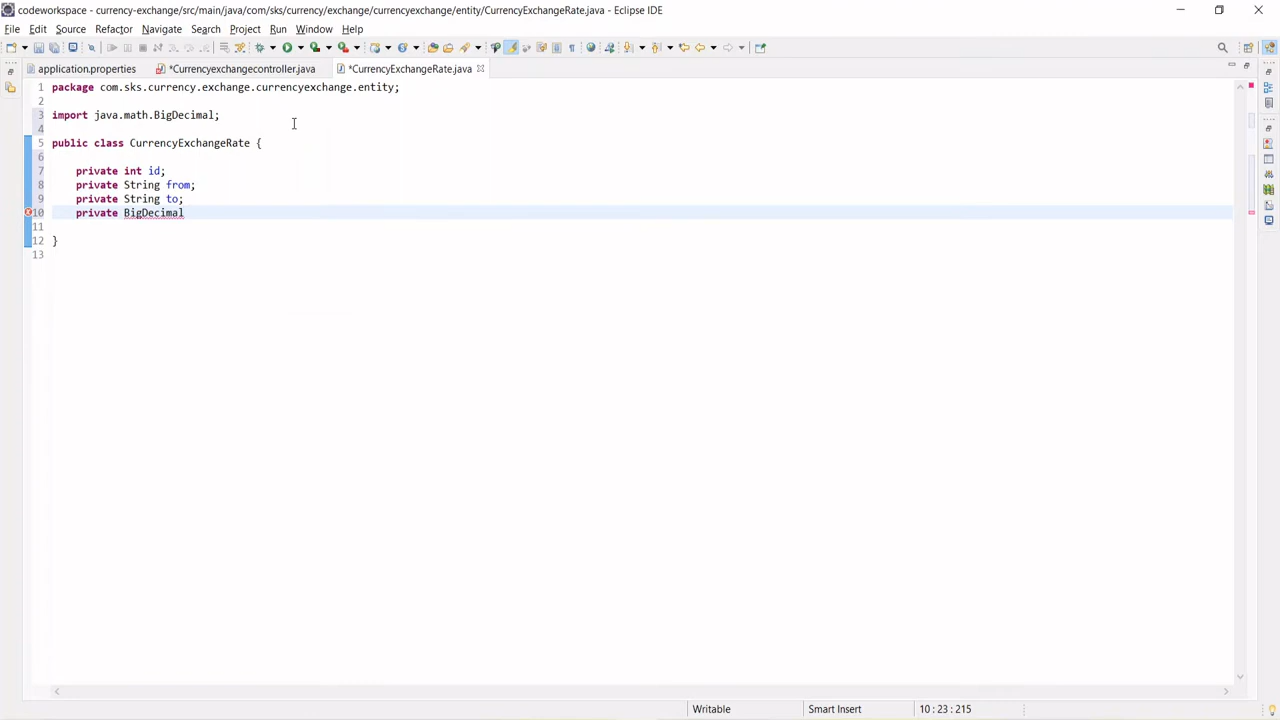 codeworkspace - currency-exchange/src/main/java/com/sks/currency/exchange/currencyexchange/entity/CurrencyExchangeRate.java - Eclipse IDE
File Edit Source Refactor Navigate Search Project Run Window Help
application.properties *Currencyexchangecontroller.java *CurrencyExchangeRate.java
1 package com.sks.currency.exchange.currencyexchange.entity;
2
3 import java.math.BigDecimal;
4
5 public class CurrencyExchangeRate {
6
7 private int id;
8 private String from;
9 private String to;
10 private BigDecimal
11
12 }
13
Writable Smart Insert 10 : 23 : 215